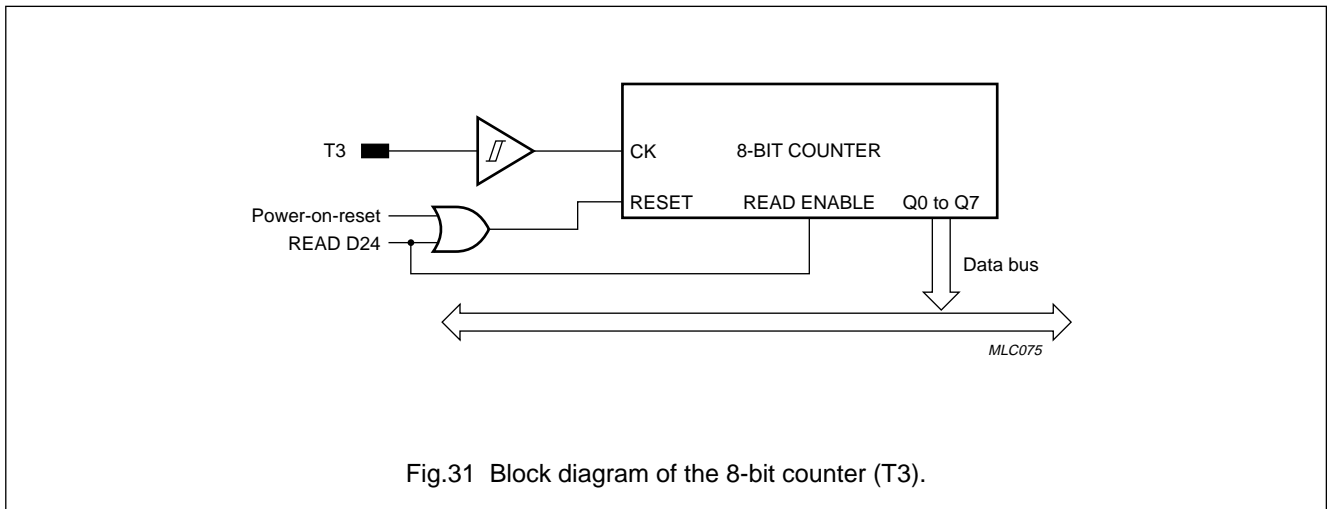 T3
CK
8-BIT COUNTER
Power-on-reset
RESET
READ ENABLE
Q0 to Q7
READ D24
Data bus
MLC075
Fig.31 Block diagram of the 8-bit counter (T3).